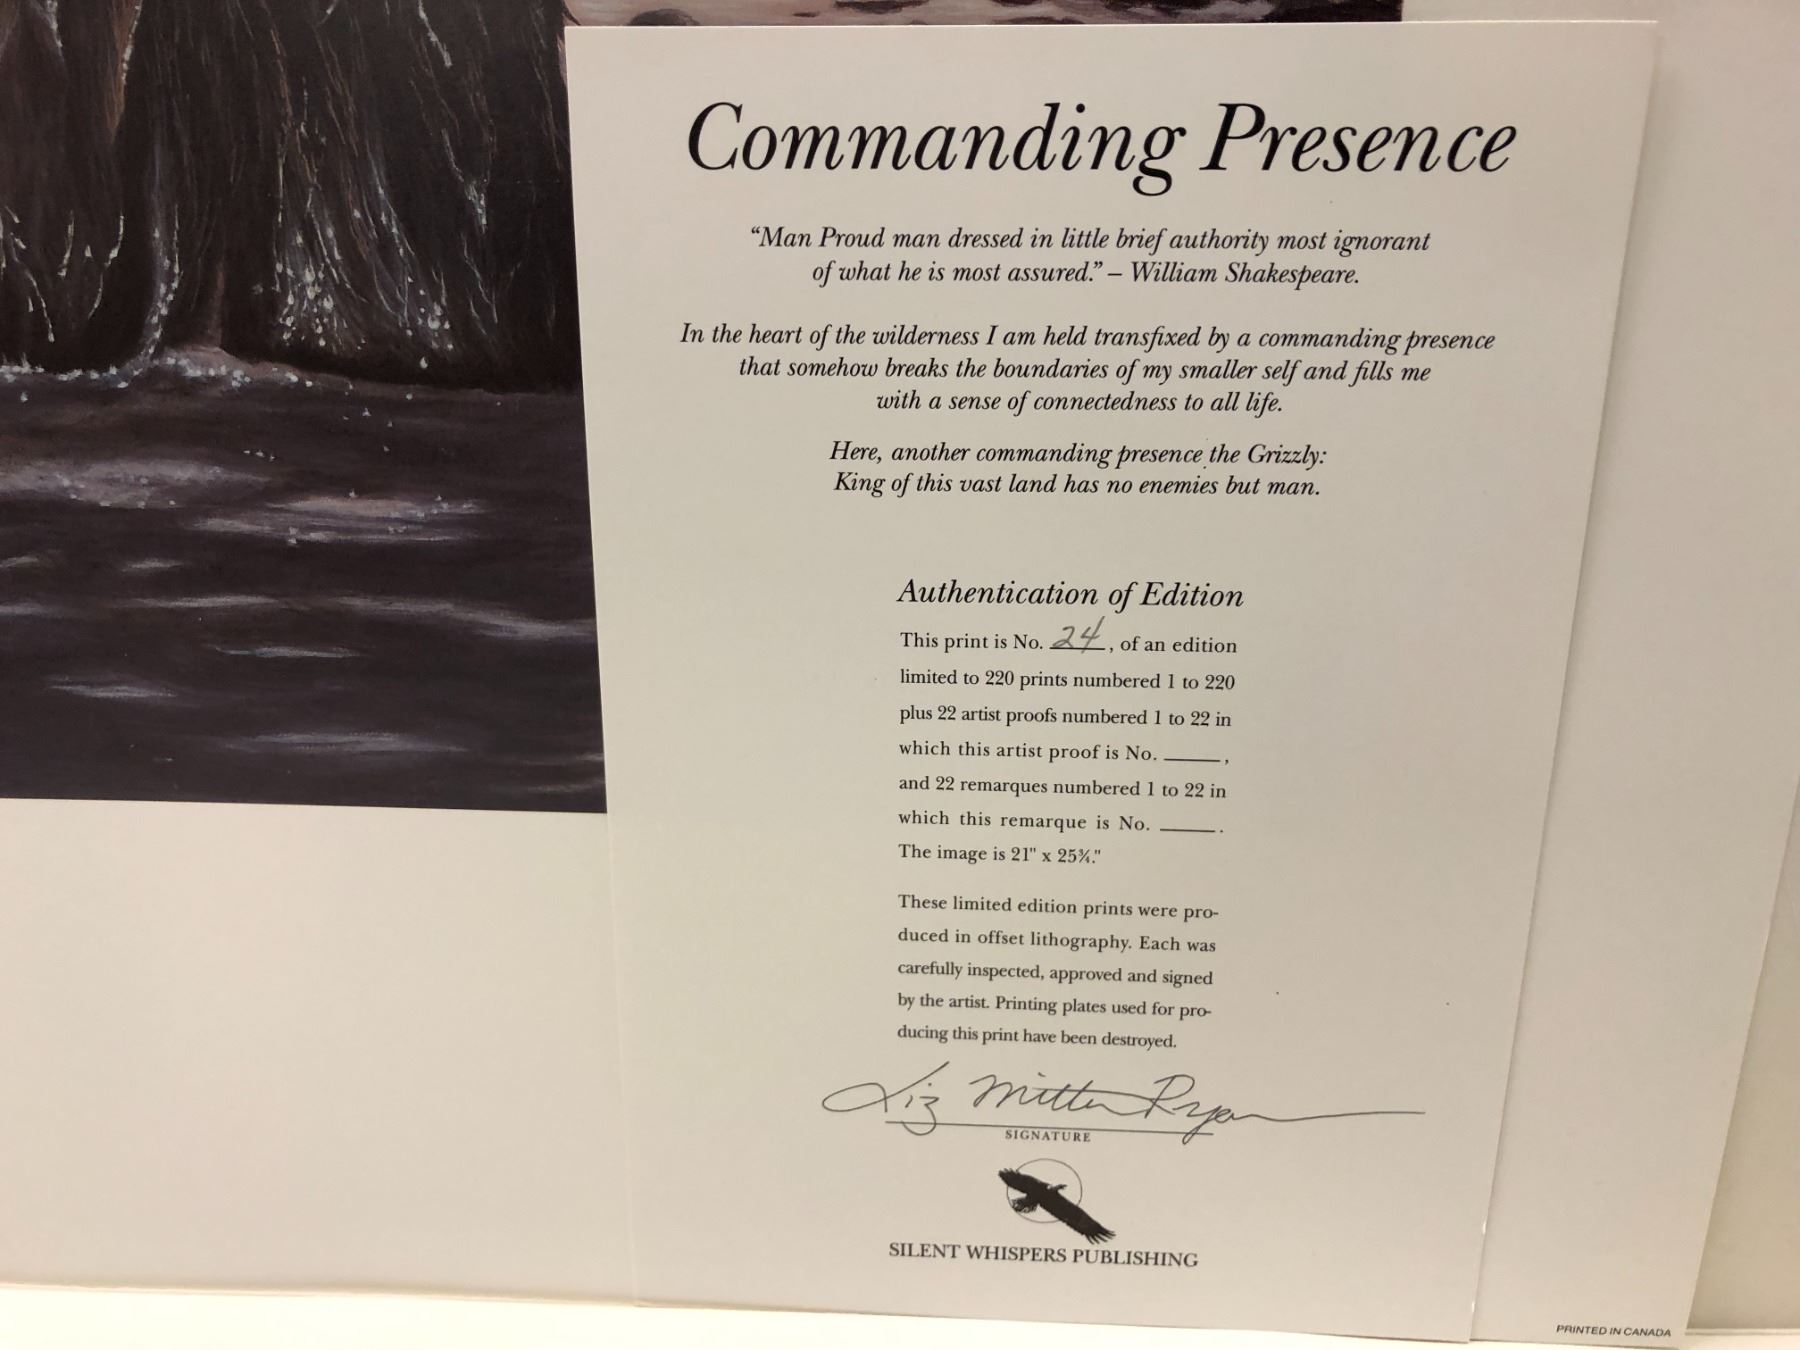 Commanding Presence
“Man Proud man dressed in little brief authority most ignorant
of what he is most assured.” – William Shakespeare.
In the heart of the wilderness I am held transfixed by a commanding presence
that somehow breaks the boundaries of my smaller self and fills me
with a sense of connectedness to all life.
Here, another commanding presence the Grizzly:
King of this vast land has no enemies but man.
Authentication of Edition
This print is No. 24, of an edition
limited to 220 prints numbered 1 to 220
plus 22 artist proofs numbered 1 to 22 in
which this artist proof is No. _____,
and 22 remarques numbered 1 to 22 in
which this remarque is No. _____.
The image is 21" x 25¾."
These limited edition prints were pro-
duced in offset lithography. Each was
carefully inspected, approved and signed
by the artist. Printing plates used for pro-
ducing this print have been destroyed.
Liz Mitten Ryan
SIGNATURE
SILENT WHISPERS PUBLISHING
PRINTED IN CANADA